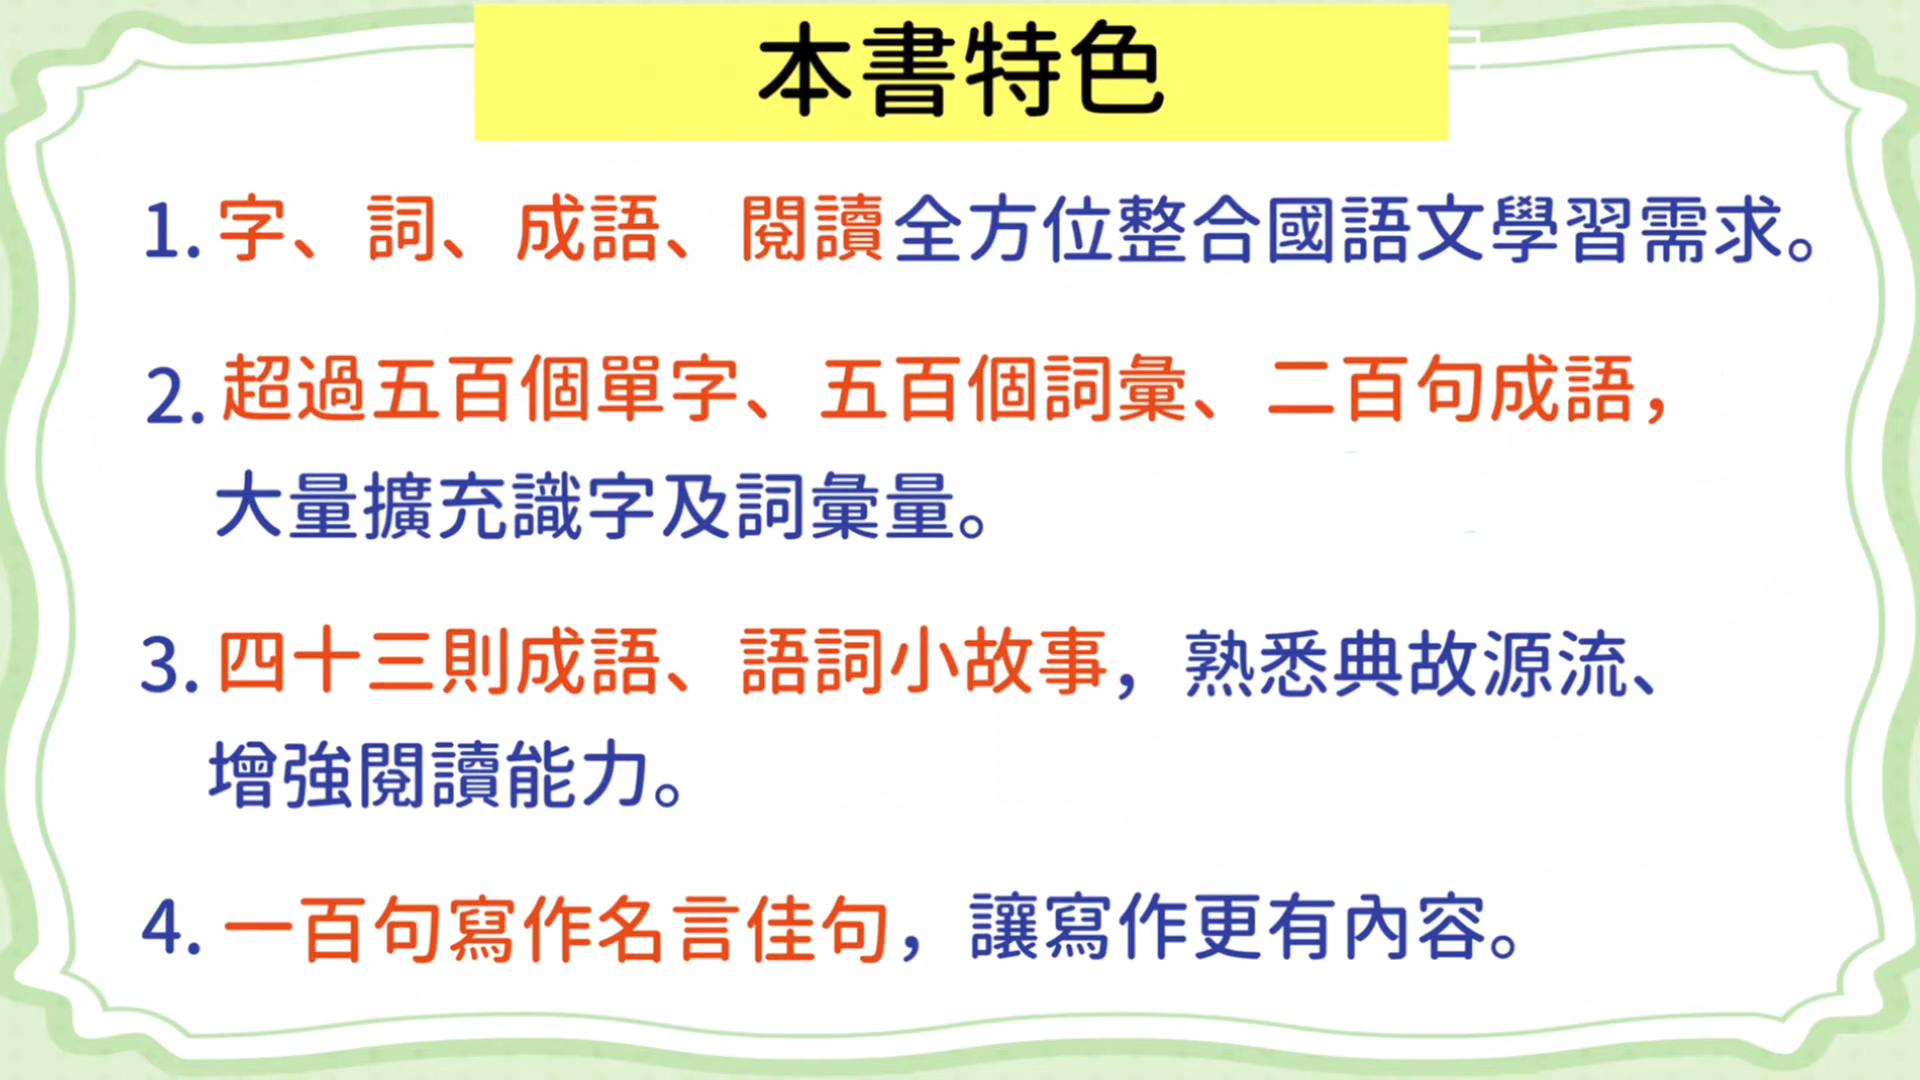 本書特色
1. 字、詞、成語、閱讀全方位整合國語文學習需求。
2. 超過五百個單字、五百個詞彙、二百句成語，
大量擴充識字及詞彙量。
3. 四十三則成語、語詞小故事，熟悉典故源流、
增強閱讀能力。
4. 一百句寫作名言佳句，讓寫作更有內容。